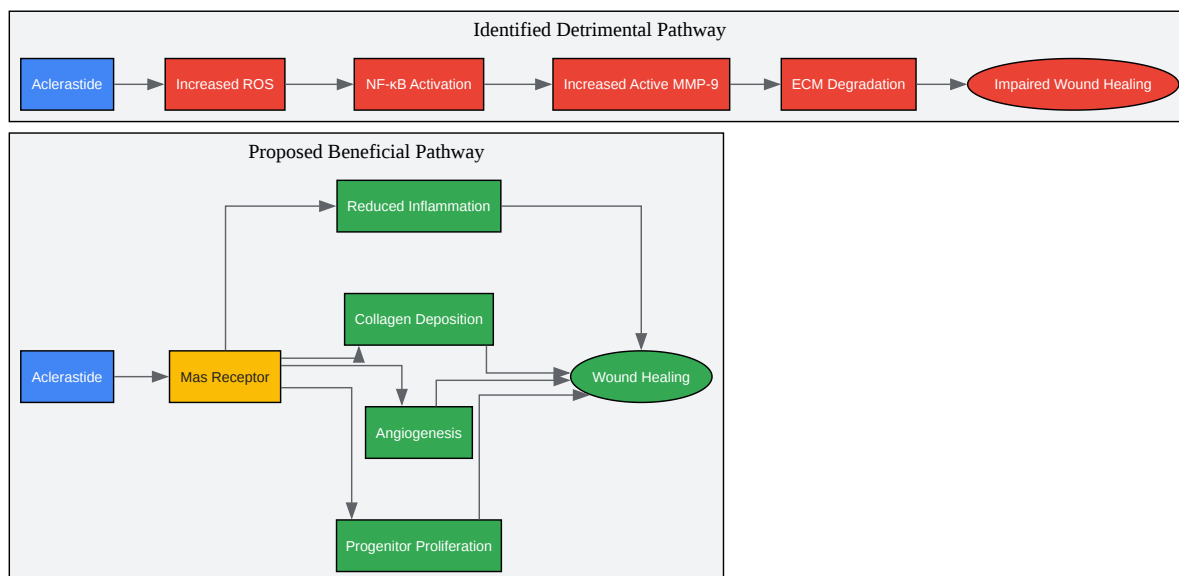 Identified Detrimental Pathway
Aclerastide
Increased ROS
NF-κB Activation
Increased Active MMP-9
ECM Degradation
Impaired Wound Healing
Proposed Beneficial Pathway
Reduced Inflammation
Collagen Deposition
Aclerastide
Mas Receptor
Wound Healing
Angiogenesis
Progenitor Proliferation